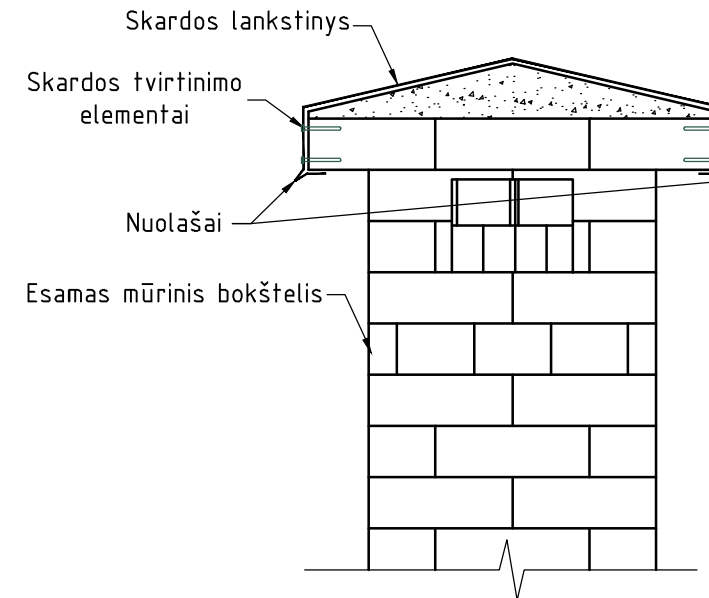 Skardos lankstinys
Skardos tvirtinimo
elementai
Nuolašai
Esamas mūrinis bokštelis